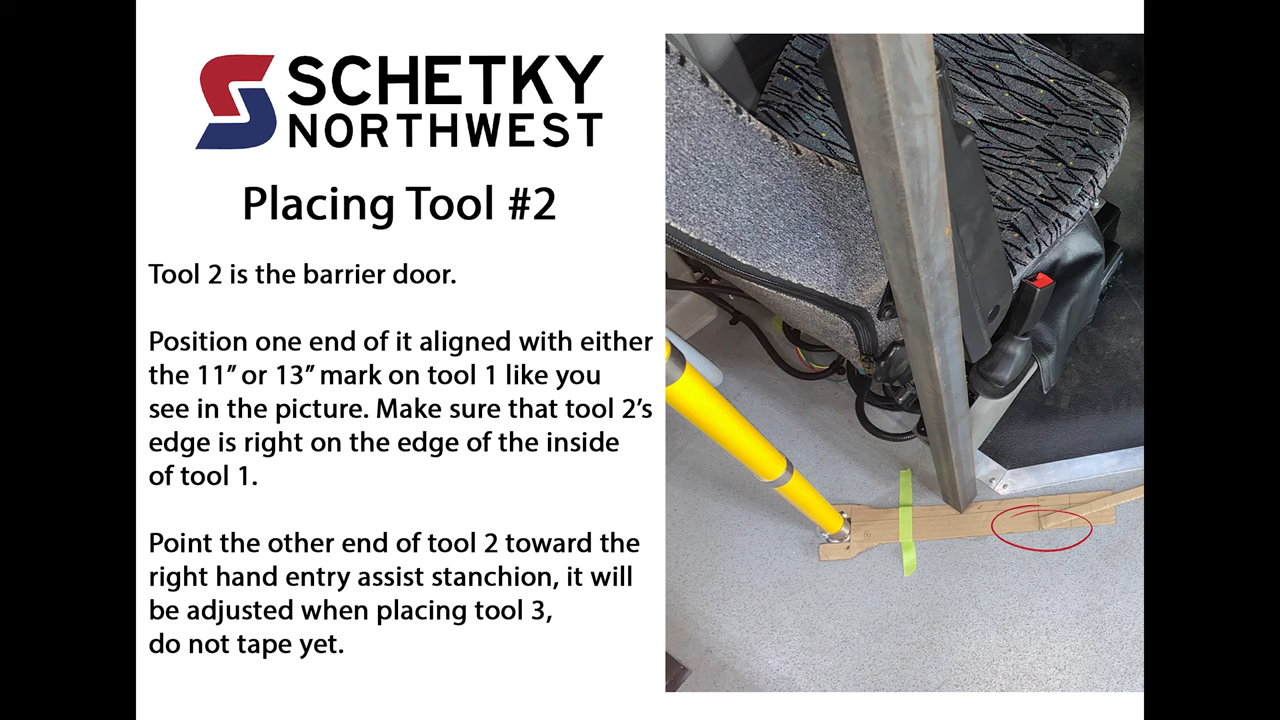 SCHETKY
NORTHWEST
Placing Tool #2
Tool 2 is the barrier door.
Position one end of it aligned with either
the 11” or 13” mark on tool 1 like you
see in the picture. Make sure that tool 2’s
edge is right on the edge of the inside
of tool 1.
Point the other end of tool 2 toward the
right hand entry assist stanchion, it will
be adjusted when placing tool 3,
do not tape yet.